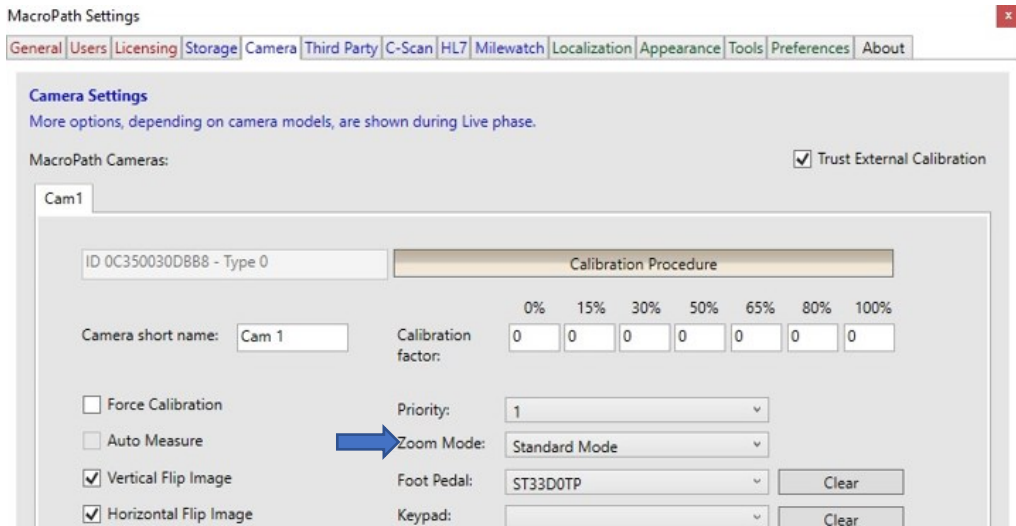 MacroPath Settings x
General Users Licensing Storage Camera Third Party C-Scan HL7 Milewatch Localization Appearance Tools Preferences About
Camera Settings
More options, depending on camera models, are shown during Live phase.
MacroPath Cameras: Trust External Calibration
Cam1
ID 0C350030DBB8 - Type 0 Calibration Procedure
0% 15% 30% 50% 65% 80% 100%
Camera short name: Cam 1 Calibration factor: 0 0 0 0 0 0 0
Force Calibration Priority: 1
Auto Measure Zoom Mode: Standard Mode
Vertical Flip Image Foot Pedal: ST33D0TP Clear
Horizontal Flip Image Keypad: Clear